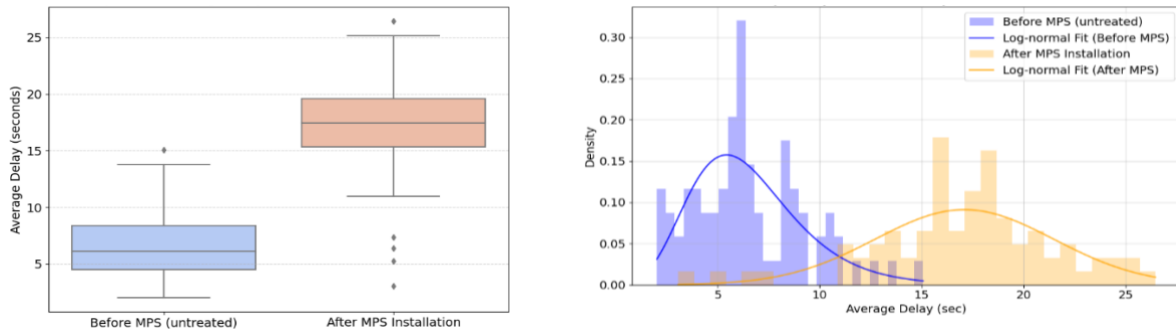 Average Delay (seconds)
25
20
15
10
5
Before MPS (untreated)
After MPS Installation
Before MPS (untreated)
Log-normal Fit (Before MPS)
After MPS Installation
Log-normal Fit (After MPS)
Density
0.30
0.25
0.20
0.15
0.10
0.05
0.00
5
10
15
20
25
Average Delay (sec)